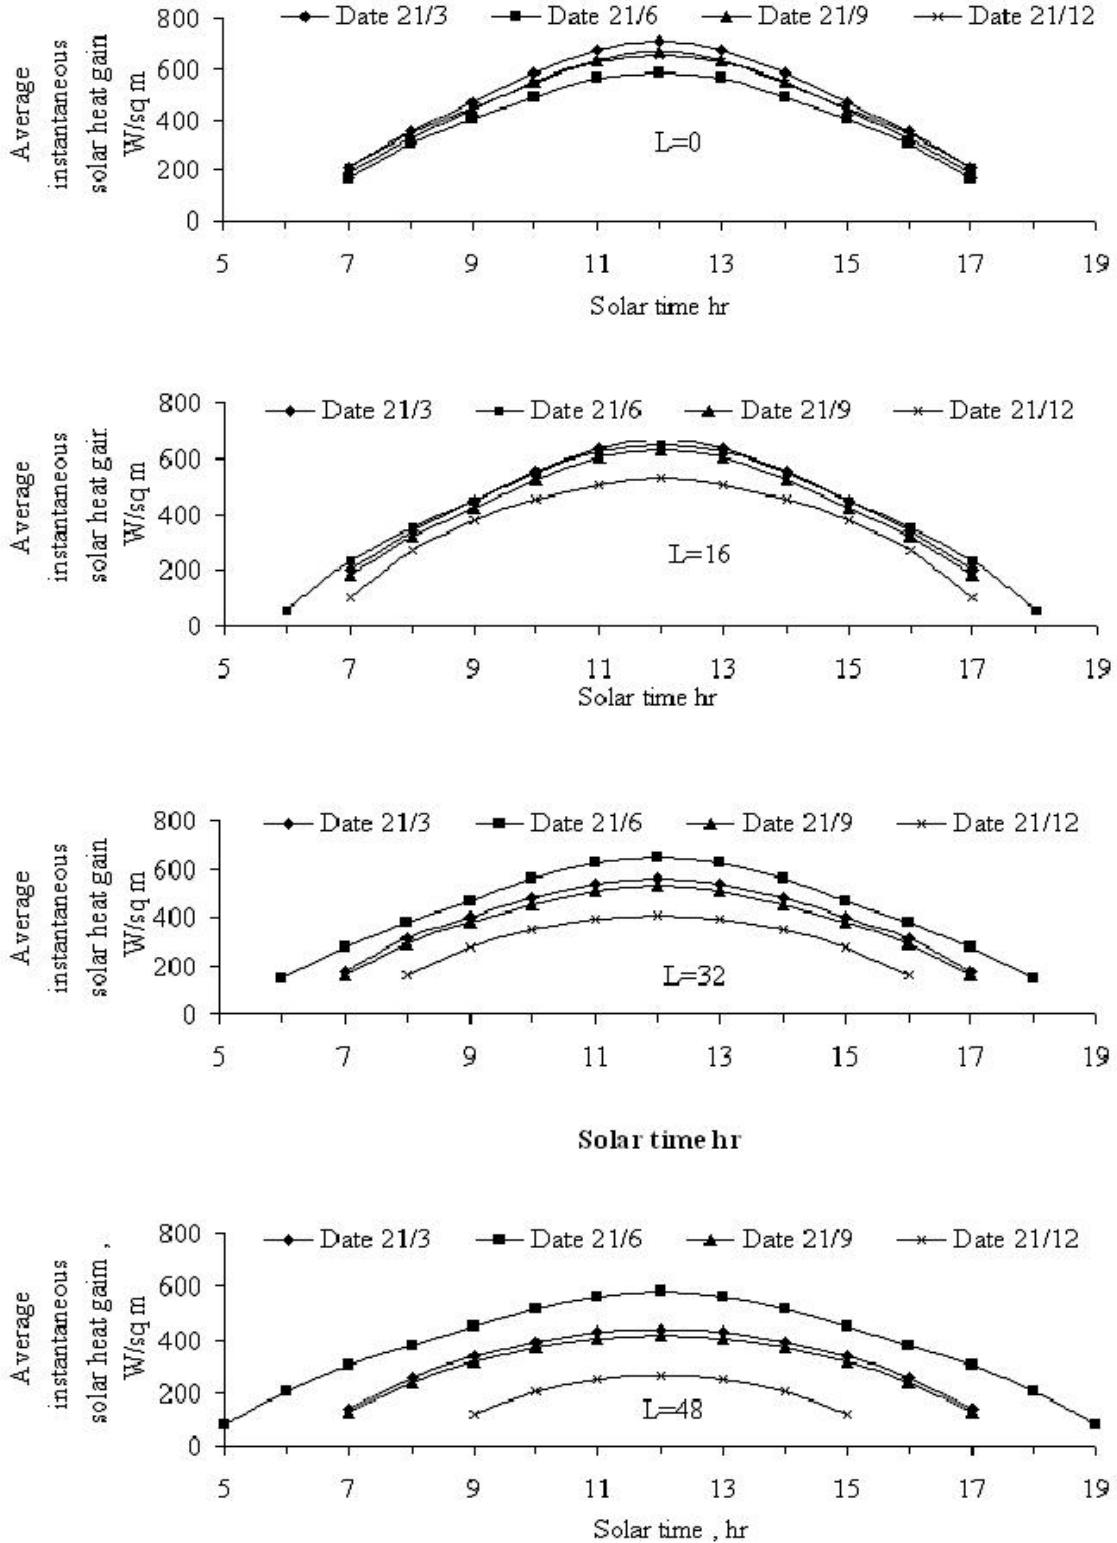 Average
instantaneous
solar heat gain
W/sq m
Date 21/3 Date 21/6 Date 21/9 Date 21/12
800
600
400
200
0
L=0
5 7 9 11 13 15 17 19
Solar time hr
Average
instantaneous
solar heat gair.
W/sq m
Date 21/3 Date 21/6 Date 21/9 Date 21/12
800
600
400
200
0
L=16
5 7 9 11 13 15 17 19
Solar time hr
Average
instantaneous
solar heat gain
W/sq m
Date 21/3 Date 21/6 Date 21/9 Date 21/12
800
600
400
200
0
L=32
5 7 9 11 13 15 17 19
Solar time hr
Average
instantaneous
solar heat gaim ,
W/sq m
Date 21/3 Date 21/6 Date 21/9 Date 21/12
800
600
400
200
0
L=48
5 7 9 11 13 15 17 19
Solar time , hr